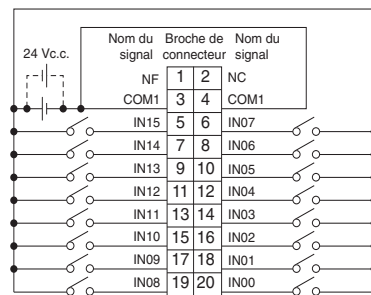 Nom du Broche de Nom du
24 Vc.c. signal connecteur signal
NF 1 2 NC
COM1 3 4 COM1
IN15 5 6 IN07
IN14 7 8 IN06
IN13 9 10 IN05
IN12 11 12 IN04
IN11 13 14 IN03
IN10 15 16 IN02
IN09 17 18 IN01
IN08 19 20 IN00